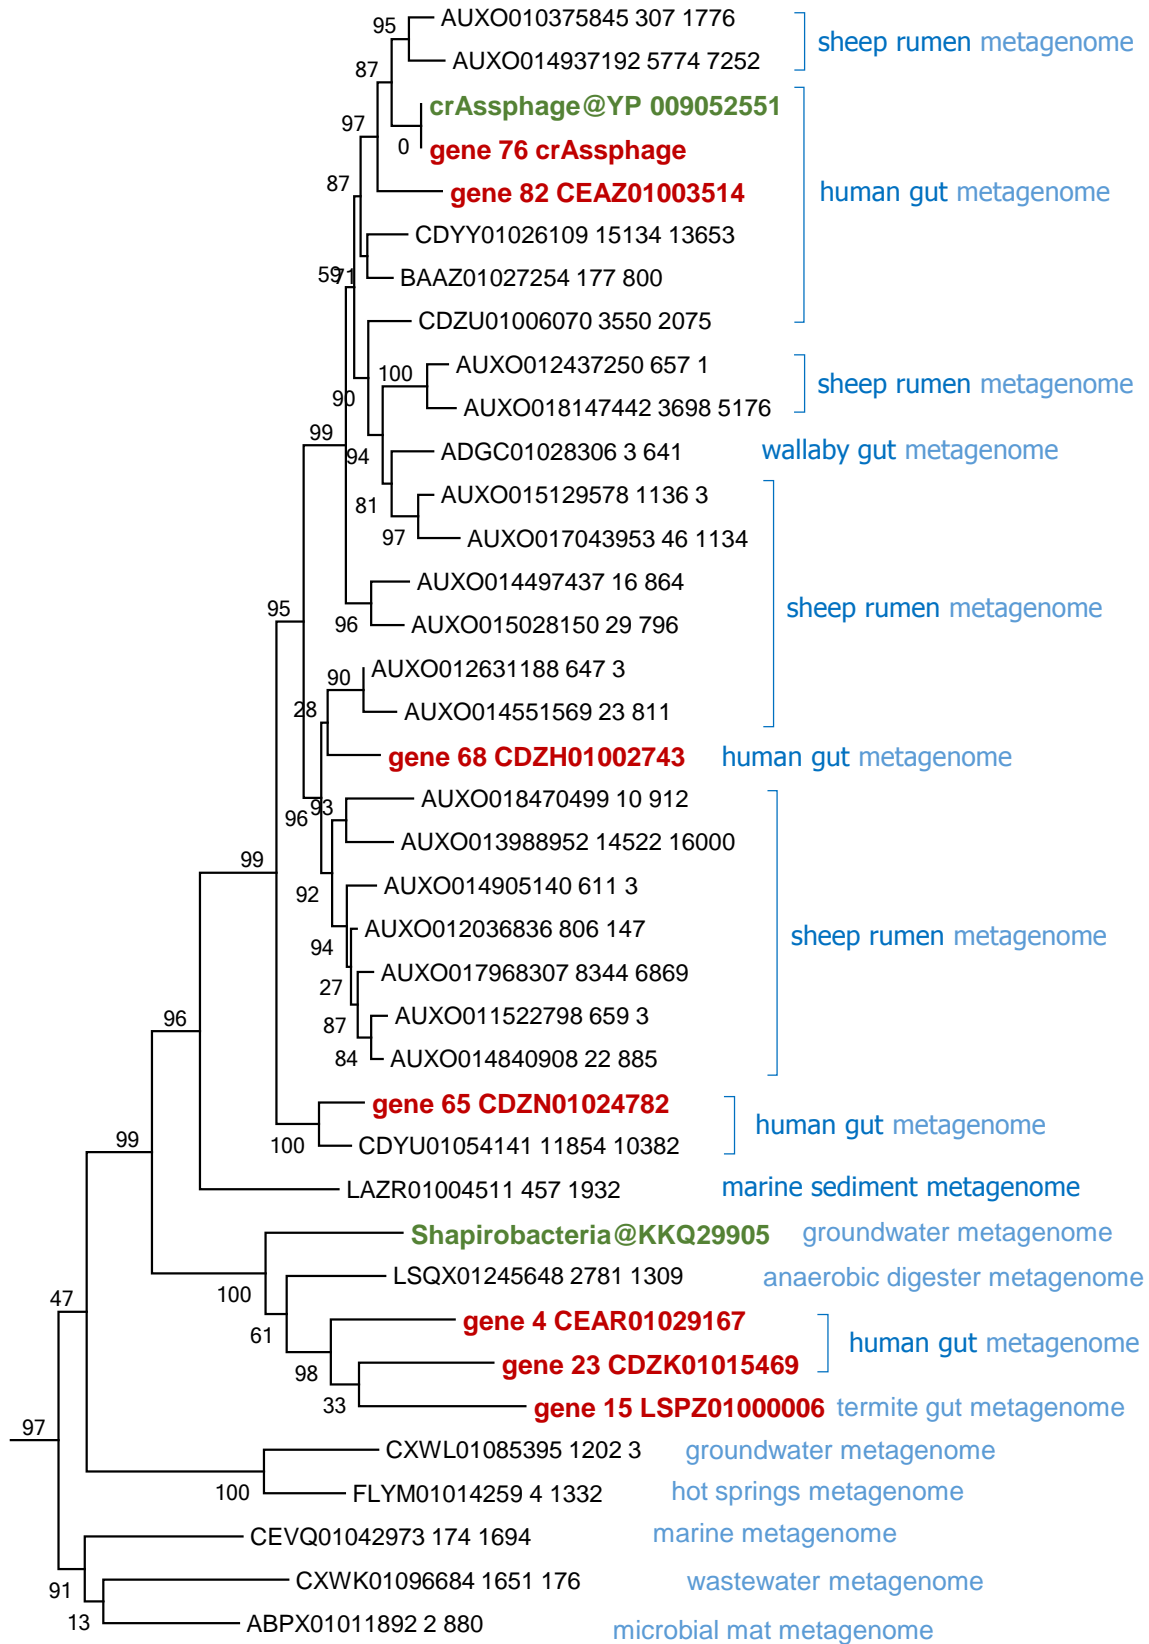 AUXO010375845 307 1776
95
sheep rumen metagenome
AUXO014937192 5774 7252
87
crAssphage@YP 009052551
97
0
gene 76 crAssphage
87
gene 82 CEAZ01003514
human gut metagenome
CDYY01026109 15134 13653
59
71
BAAZ01027254 177 800
CDZU01006070 3550 2075
AUXO012437250 657 1
100
sheep rumen metagenome
90
AUXO018147442 3698 5176
99
94
ADGC01028306 3 641
wallaby gut metagenome
AUXO015129578 1136 3
81
97
AUXO017043953 46 1134
AUXO014497437 16 864
95
sheep rumen metagenome
96
AUXO015028150 29 796
AUXO012631188 647 3
90
28
AUXO014551569 23 811
gene 68 CDZH01002743
human gut metagenome
AUXO018470499 10 912
96
93
AUXO013988952 14522 16000
99
AUXO014905140 611 3
92
AUXO012036836 806 147
sheep rumen metagenome
94
AUXO017968307 8344 6869
27
AUXO011522798 659 3
96
87
84
AUXO014840908 22 885
gene 65 CDZN01024782
human gut metagenome
99
100
CDYU01054141 11854 10382
LAZR01004511 457 1932
marine sediment metagenome
Shapirobacteria@KKQ29905
groundwater metagenome
LSQX01245648 2781 1309
anaerobic digester metagenome
47
100
gene 4 CEAR01029167
61
human gut metagenome
98
gene 23 CDZK01015469
33
gene 15 LSPZ01000006
termite gut metagenome
97
CXWL01085395 1202 3
groundwater metagenome
100
FLYM01014259 4 1332
hot springs metagenome
CEVQ01042973 174 1694
marine metagenome
91
CXWK01096684 1651 176
wastewater metagenome
13
ABPX01011892 2 880
microbial mat metagenome